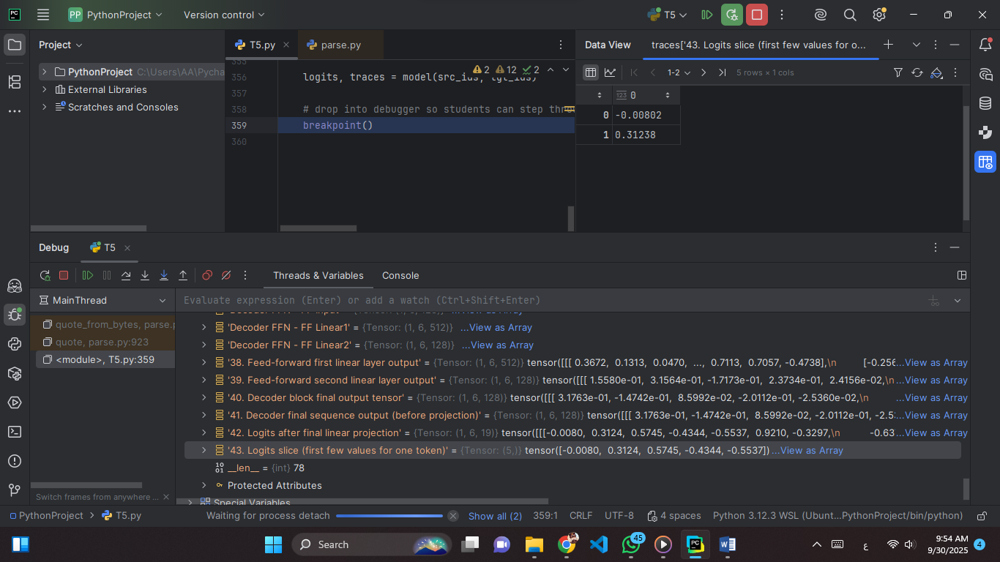 PC
PP PythonProject Version control T5
Project
PythonProject C:\Users\AA\Pycha
External Libraries
Scratches and Consoles
T5.py
parse.py
355
356 logits, traces = model(src_ids, tgt_ids)
2 12 2
357
358 # drop into debugger so students can step thro
359 breakpoint()
360
Data View traces['43. Logits slice (first few values for o...
1-2 5 rows × 1 cols
123 0
0 -0.00802
1 0.31238
Debug T5
Threads & Variables Console
MainThread
Evaluate expression (Enter) or add a watch (Ctrl+Shift+Enter)
quote_from_bytes, parse.p
quote, parse.py:923
<module>, T5.py:359
'Decoder FFN - FF Linear1' = {Tensor: (1, 6, 512)} ...View as Array
'Decoder FFN - FF Linear2' = {Tensor: (1, 6, 128)} ...View as Array
'38. Feed-forward first linear layer output' = {Tensor: (1, 6, 512)} tensor([[[ 0.3672, 0.1313, 0.0470, ..., 0.7113, 0.7057, -0.4738],\n [-0.256...View as Array
'39. Feed-forward second linear layer output' = {Tensor: (1, 6, 128)} tensor([[[ 1.5580e-01, 3.1564e-01, -1.7173e-01, 2.3734e-01, 2.4156e-02,\n ...View as Array
'40. Decoder block final output tensor' = {Tensor: (1, 6, 128)} tensor([[[ 3.1763e-01, -1.4742e-01, 8.5992e-02, -2.0112e-01, -2.5360e-02,\n ...View as Array
'41. Decoder final sequence output (before projection)' = {Tensor: (1, 6, 128)} tensor([[[ 3.1763e-01, -1.4742e-01, 8.5992e-02, -2.0112e-01, -2.5...View as Array
'42. Logits after final linear projection' = {Tensor: (1, 6, 19)} tensor([[[-0.0080, 0.3124, 0.5745, -0.4344, -0.5537, 0.9210, -0.3297,\n -0.63...View as Array
'43. Logits slice (first few values for one token)' = {Tensor: (5,)} tensor([-0.0080, 0.3124, 0.5745, -0.4344, -0.5537]) ...View as Array
__len__ = {int} 78
Protected Attributes
Special Variables
Switch frames from anywhere ...
PythonProject T5.py Waiting for process detach Show all (2) 359:1 CRLF UTF-8 4 spaces Python 3.12.3 WSL (Ubunt...PythonProject/bin/python)
Search 45 ع 9:54 AM
9/30/2025 4